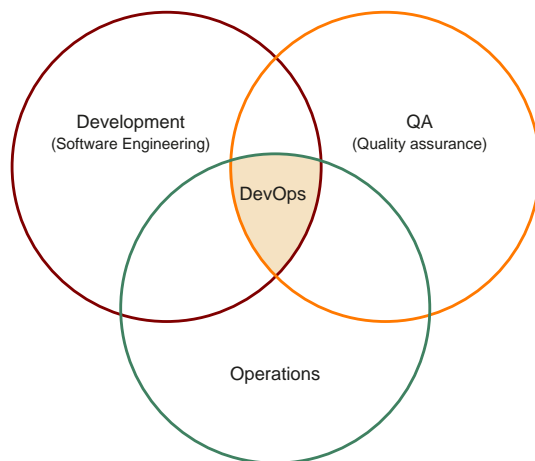 Development
(Software Engineering)
QA
(Quality assurance)
DevOps
Operations